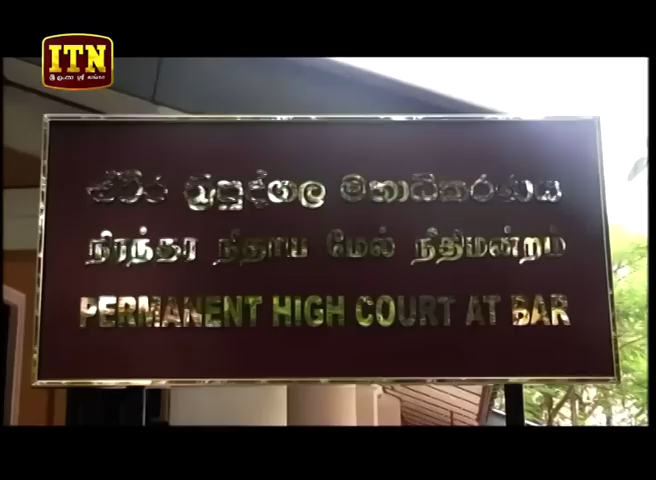 ITN
ස්ථිර ත්‍රිපුද්ගල මහාධිකරණය
நிரந்தர நீதாய மேல் நீதிமன்றம்
PERMANENT HIGH COURT AT BAR